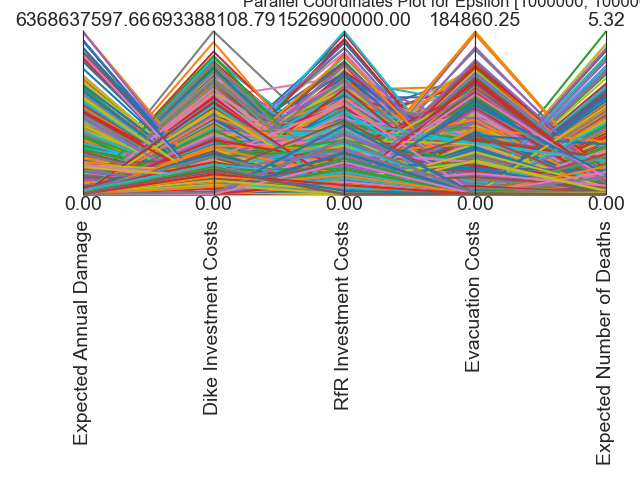 Parallel Coordinates Plot for Epsilon [1000000, 10000
6368637597.66 693388108.79 1526900000.00 184860.25 5.32
0.00 0.00 0.00 0.00 0.00
Expected Annual Damage
Dike Investment Costs
RfR Investment Costs
Evacuation Costs
Expected Number of Deaths